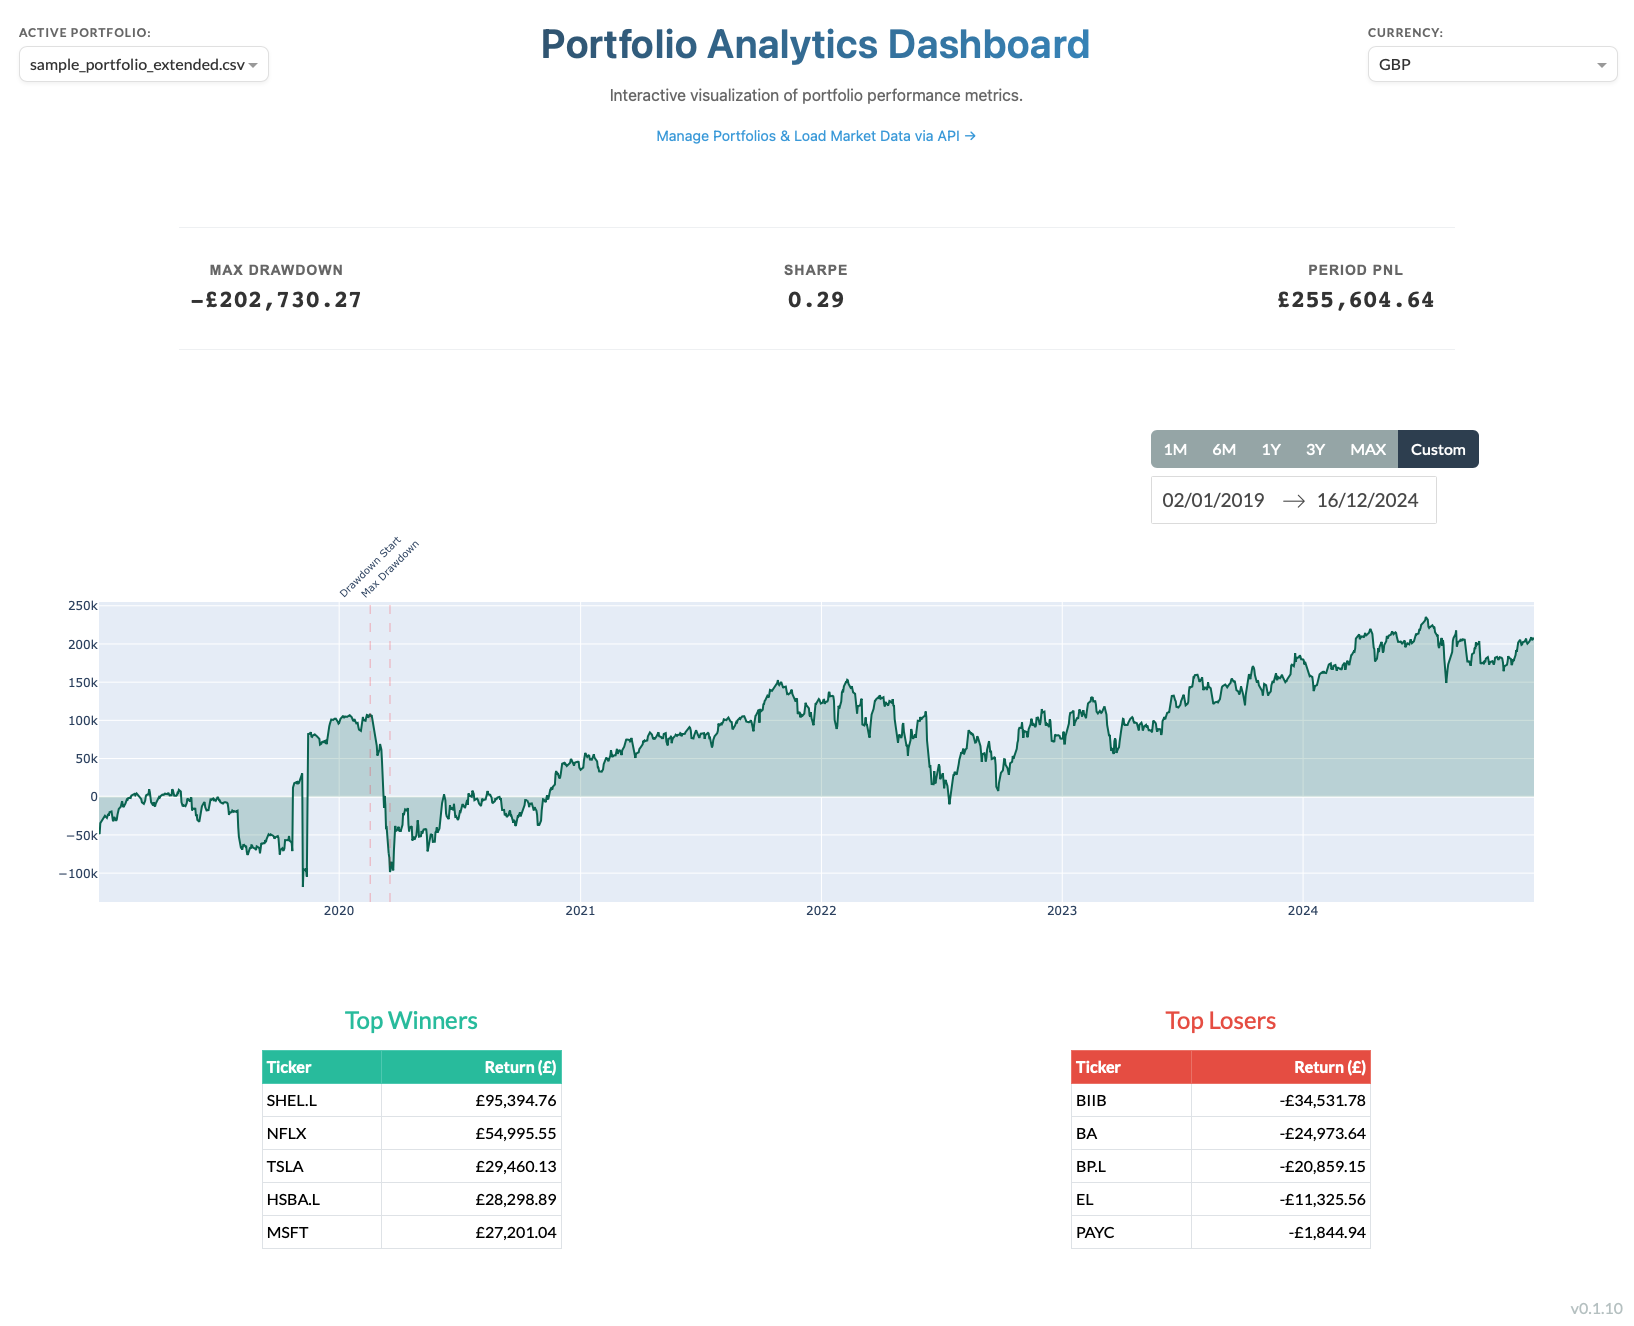 ACTIVE PORTFOLIO:
sample_portfolio_extended.csv
Portfolio Analytics Dashboard
Interactive visualization of portfolio performance metrics.
Manage Portfolios & Load Market Data via API →
CURRENCY:
GBP
MAX DRAWDOWN
-£202,730.27
SHARPE
0.29
PERIOD PNL
£255,604.64
1M 6M 1Y 3Y MAX Custom
02/01/2019 → 16/12/2024
Drawdown Start
Max Drawdown
250k
200k
150k
100k
50k
0
−50k
−100k
2020 2021 2022 2023 2024
Top Winners
Ticker Return (£)
SHEL.L £95,394.76
NFLX £54,995.55
TSLA £29,460.13
HSBA.L £28,298.89
MSFT £27,201.04
Top Losers
Ticker Return (£)
BIIB -£34,531.78
BA -£24,973.64
BP.L -£20,859.15
EL -£11,325.56
PAYC -£1,844.94
v0.1.10